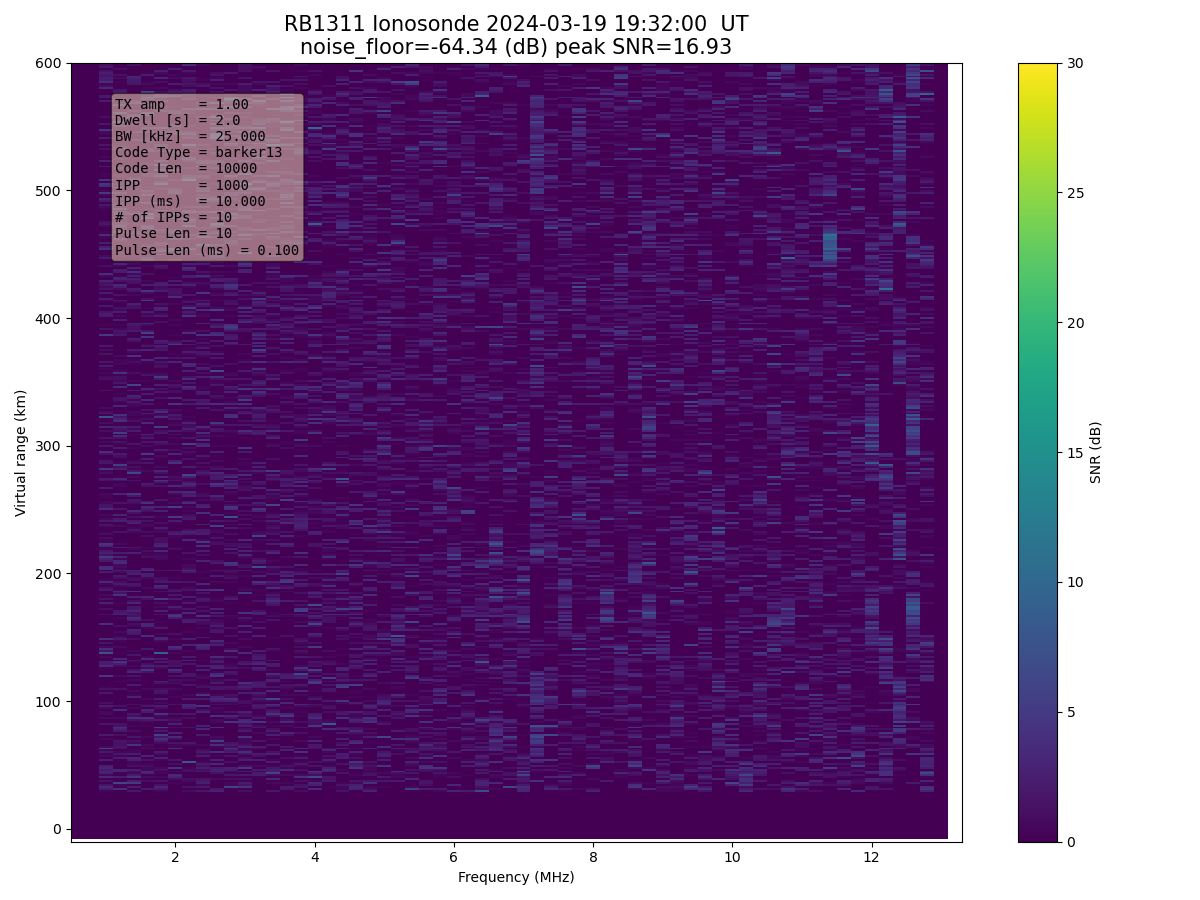 RB1311 Ionosonde 2024-03-19 19:32:00  UT
noise_floor=-64.34 (dB) peak SNR=16.93
TX amp    = 1.00
Dwell [s] = 2.0
BW [kHz]  = 25.000
Code Type = barker13
Code Len  = 10000
IPP       = 1000
IPP (ms)  = 10.000
# of IPPs = 10
Pulse Len = 10
Pulse Len (ms) = 0.100
Virtual range (km)
600
500
400
300
200
100
0
2 4 6 8 10 12
Frequency (MHz)
30
25
20
15
10
5
0
SNR (dB)